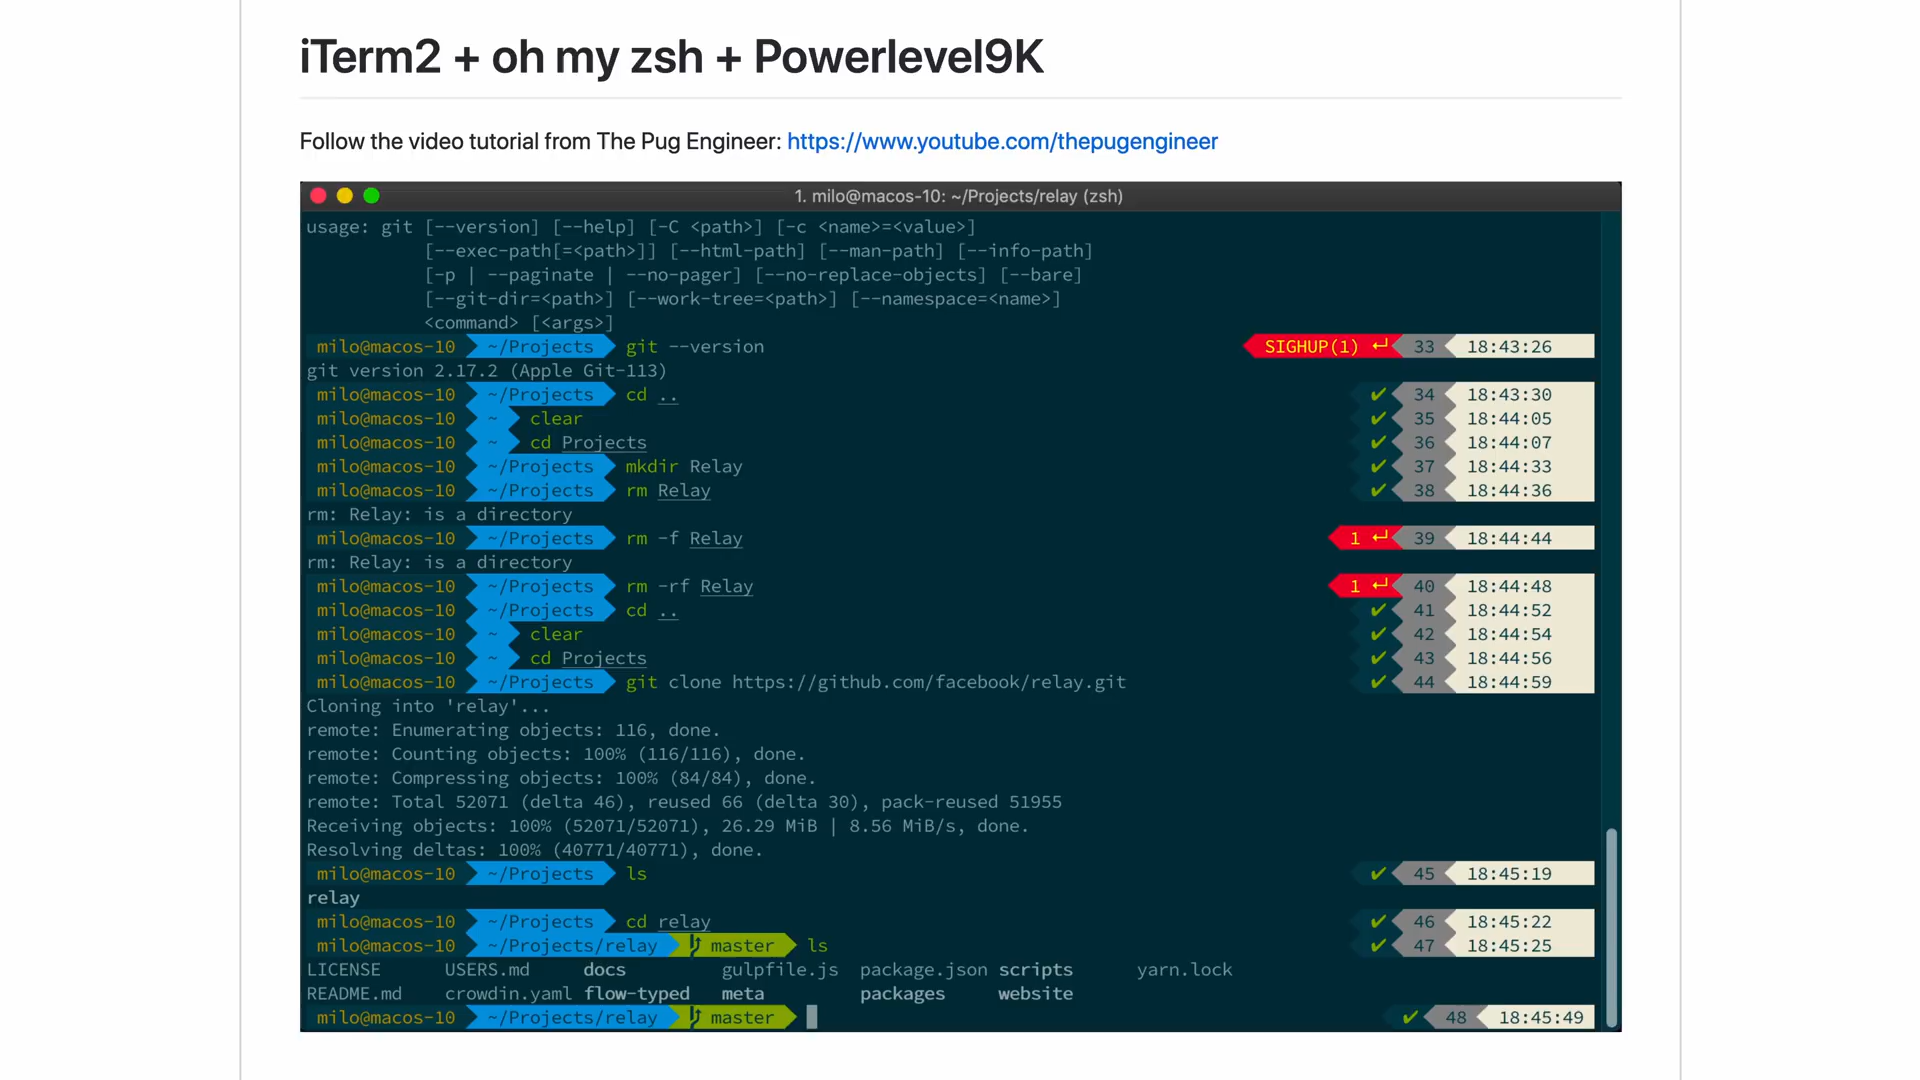 iTerm2 + oh my zsh + Powerlevel9K
Follow the video tutorial from The Pug Engineer: https://www.youtube.com/thepugengineer
1. milo@macos-10: ~/Projects/relay (zsh)
usage: git [--version] [--help] [-C <path>] [-c <name>=<value>]
[--exec-path[=<path>]] [--html-path] [--man-path] [--info-path]
[-p | --paginate | --no-pager] [--no-replace-objects] [--bare]
[--git-dir=<path>] [--work-tree=<path>] [--namespace=<name>]
<command> [<args>]
milo@macos-10 ~/Projects git --version SIGHUP(1) ↵ 33 18:43:26
git version 2.17.2 (Apple Git-113)
milo@macos-10 ~/Projects cd .. ✔ 34 18:43:30
milo@macos-10 ~ clear ✔ 35 18:44:05
milo@macos-10 ~ cd Projects ✔ 36 18:44:07
milo@macos-10 ~/Projects mkdir Relay ✔ 37 18:44:33
milo@macos-10 ~/Projects rm Relay ✔ 38 18:44:36
rm: Relay: is a directory
milo@macos-10 ~/Projects rm -f Relay 1 ↵ 39 18:44:44
rm: Relay: is a directory
milo@macos-10 ~/Projects rm -rf Relay 1 ↵ 40 18:44:48
milo@macos-10 ~/Projects cd .. ✔ 41 18:44:52
milo@macos-10 ~ clear ✔ 42 18:44:54
milo@macos-10 ~ cd Projects ✔ 43 18:44:56
milo@macos-10 ~/Projects git clone https://github.com/facebook/relay.git ✔ 44 18:44:59
Cloning into 'relay'...
remote: Enumerating objects: 116, done.
remote: Counting objects: 100% (116/116), done.
remote: Compressing objects: 100% (84/84), done.
remote: Total 52071 (delta 46), reused 66 (delta 30), pack-reused 51955
Receiving objects: 100% (52071/52071), 26.29 MiB | 8.56 MiB/s, done.
Resolving deltas: 100% (40771/40771), done.
milo@macos-10 ~/Projects ls ✔ 45 18:45:19
relay
milo@macos-10 ~/Projects cd relay ✔ 46 18:45:22
milo@macos-10 ~/Projects/relay master ls ✔ 47 18:45:25
LICENSE USERS.md docs gulpfile.js package.json scripts yarn.lock
README.md crowdin.yaml flow-typed meta packages website
milo@macos-10 ~/Projects/relay master ✔ 48 18:45:49